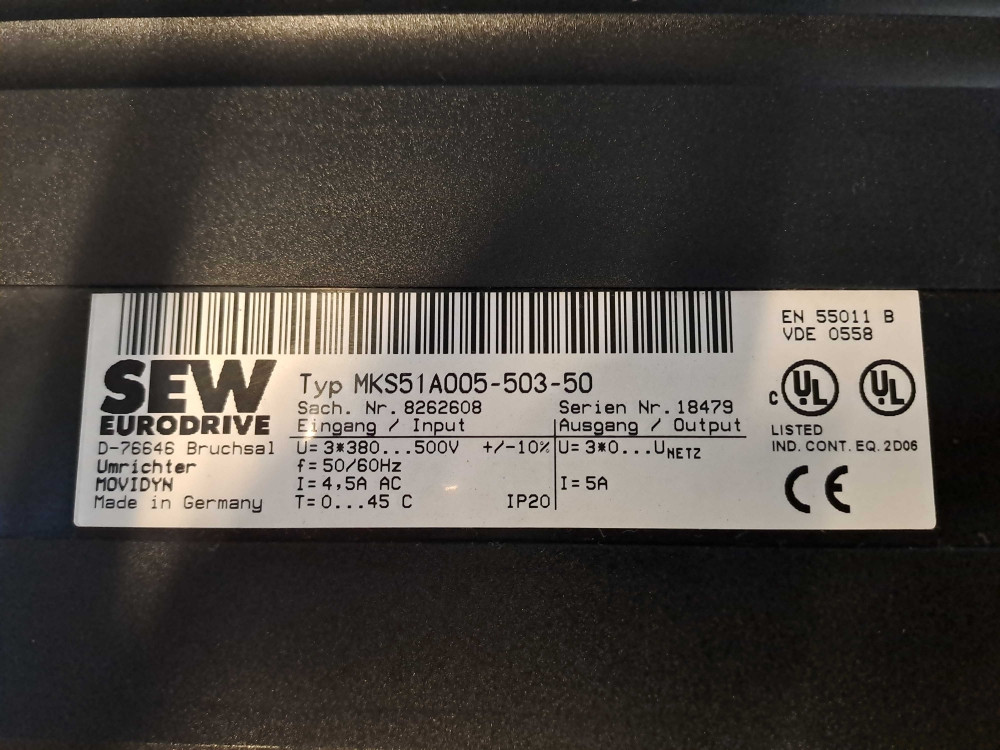 EN 55011 B
VDE 0558
SEW
EURODRIVE
Typ MKS51A005-503-50
Sach. Nr. 8262608 Serien Nr. 18479
Eingang / Input Ausgang / Output
D-76646 Bruchsal U= 3*380...500V +/-10% U= 3*0...UNETZ
Umrichter f= 50/60Hz
MOVIDYN I= 4,5A AC I= 5A
Made in Germany T= 0...45 C IP20
c UL UL
LISTED
IND. CONT. EQ. 2D06
CE